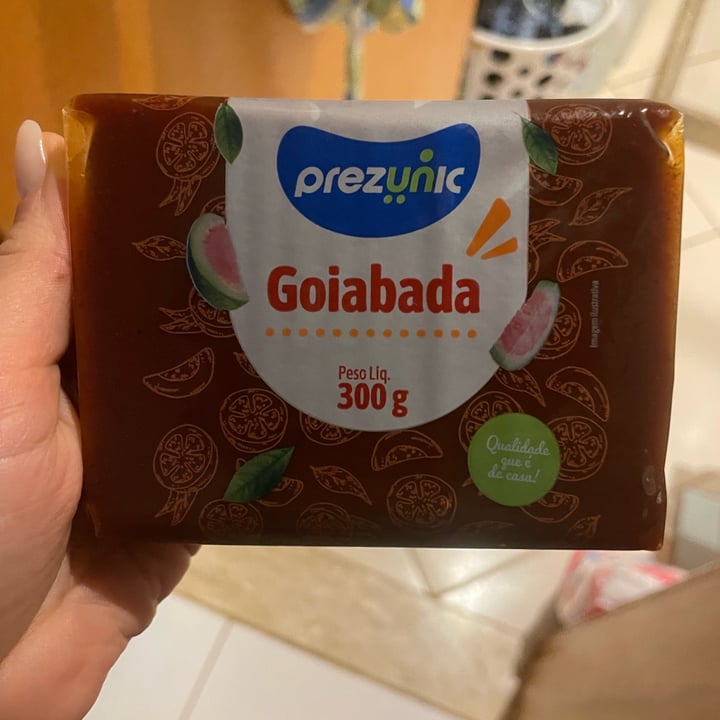 prezunic
Goiabada
Peso Líq.
300 g
Imagem ilustrativa
Qualidade
que é
de casa!